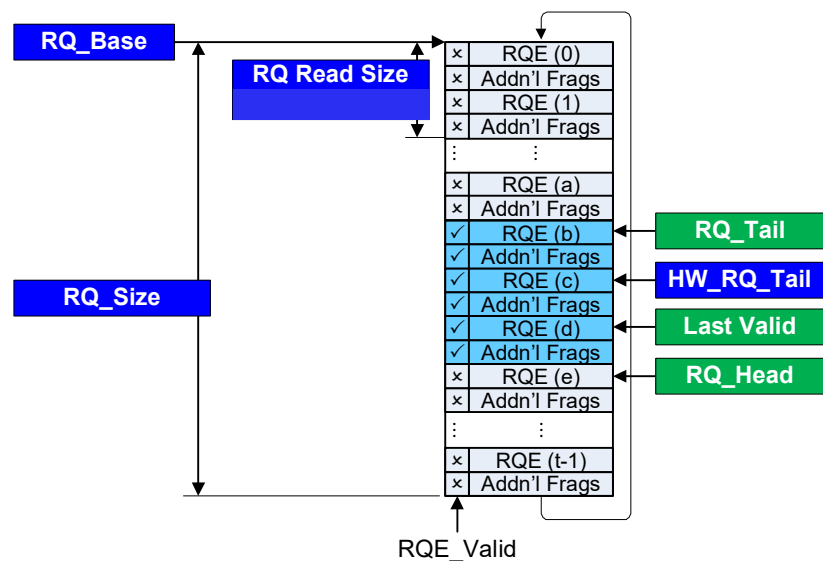 RQ_Base
RQ Read Size
RQ_Size
× RQE (0)
× Addn'l Frags
× RQE (1)
× Addn'l Frags
⋮ ⋮
× RQE (a)
× Addn'l Frags
✓ RQE (b)
✓ Addn'l Frags
✓ RQE (c)
✓ Addn'l Frags
✓ RQE (d)
✓ Addn'l Frags
× RQE (e)
× Addn'l Frags
⋮ ⋮
× RQE (t-1)
× Addn'l Frags
RQ_Tail
HW_RQ_Tail
Last Valid
RQ_Head
RQE_Valid